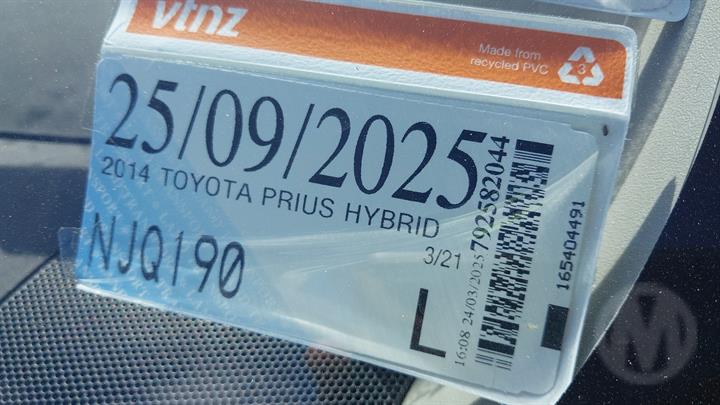 vtnz
Made from
recycled PVC
3
25/09/2025
2014 TOYOTA PRIUS HYBRID
3/21
NJQ190
L
16:08 24/03/2025
792582044
165404491
M